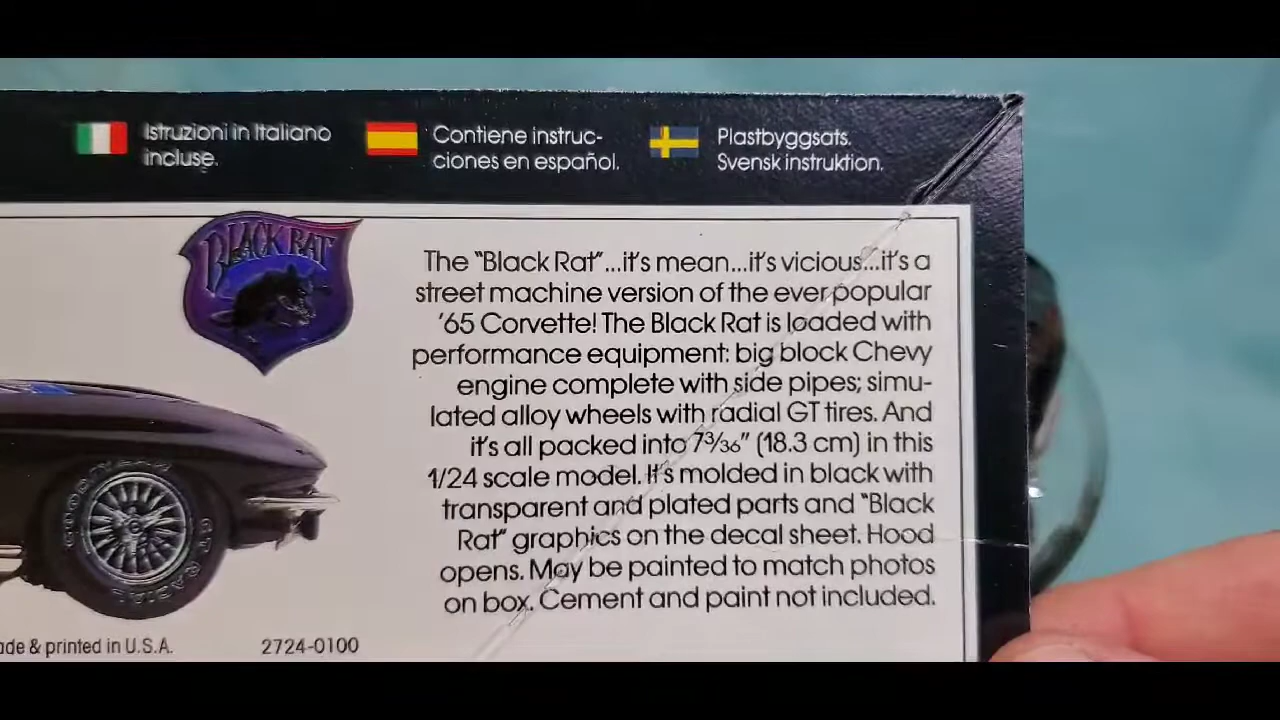 Istruzioni in Italiano
incluse.
Contiene instruc-
ciones en español.
Plastbyggsats.
Svensk instruktion.
BLACK RAT
The "Black Rat"...it's mean...it's vicious...it's a
street machine version of the ever popular
'65 Corvette! The Black Rat is loaded with
performance equipment: big block Chevy
engine complete with side pipes; simu-
lated alloy wheels with radial GT tires. And
it's all packed into 7 3/36" (18.3 cm) in this
1/24 scale model. It's molded in black with
transparent and plated parts and "Black
Rat" graphics on the decal sheet. Hood
opens. May be painted to match photos
on box. Cement and paint not included.
GT RADIAL
ade & printed in U.S.A.
2724-0100